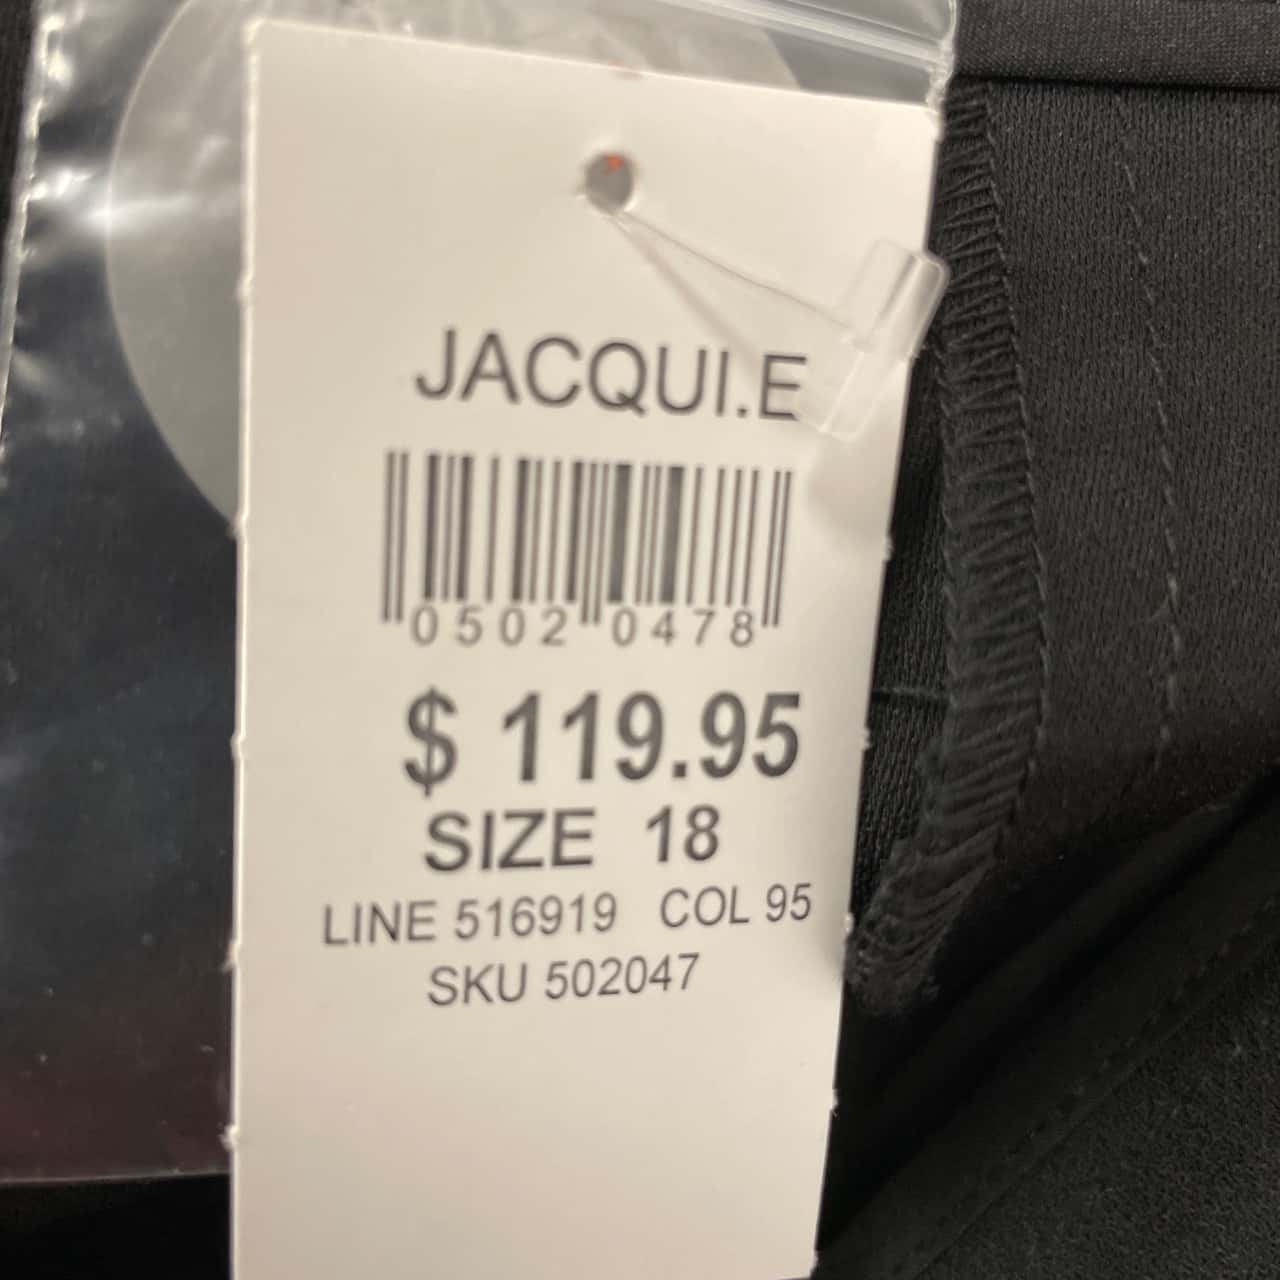 JACQUI.E
0502 0478
$ 119.95
SIZE 18
LINE 516919 COL 95
SKU 502047